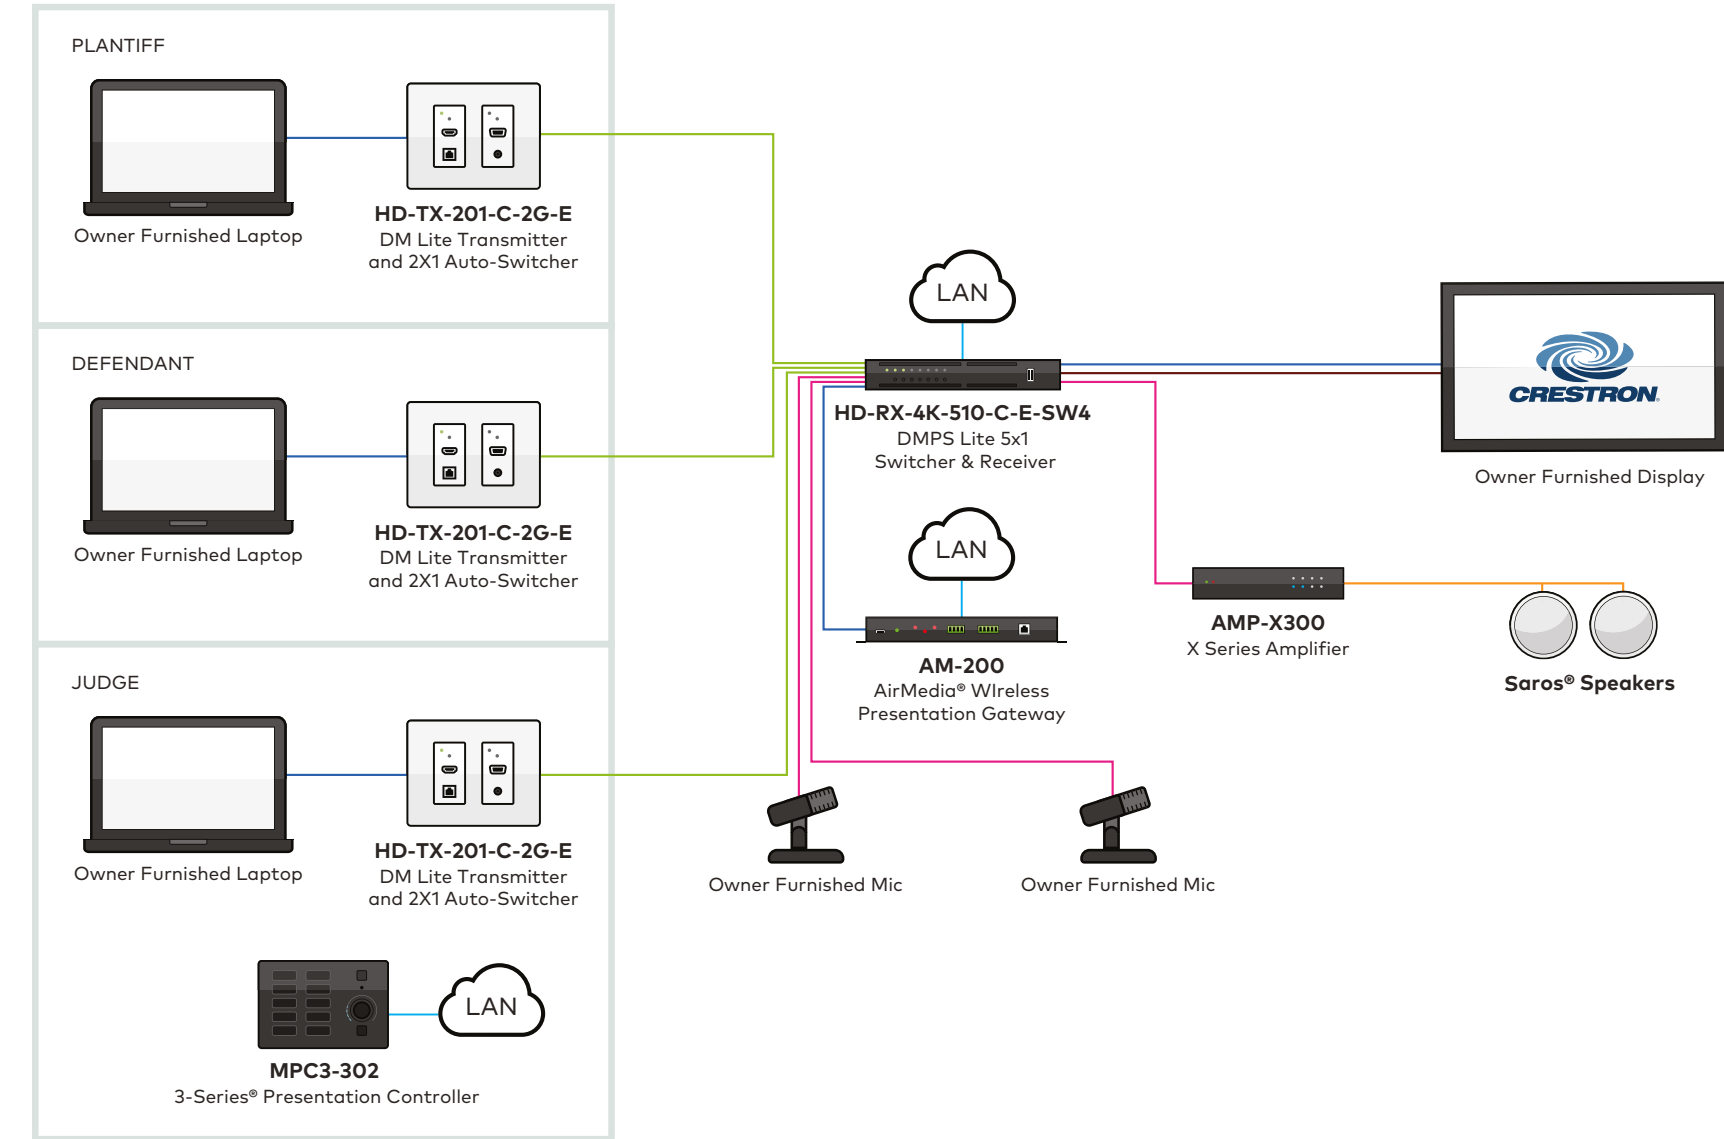 PLANTIFF
Owner Furnished Laptop
HD-TX-201-C-2G-E
DM Lite Transmitter
and 2X1 Auto-Switcher
DEFENDANT
Owner Furnished Laptop
HD-TX-201-C-2G-E
DM Lite Transmitter
and 2X1 Auto-Switcher
JUDGE
Owner Furnished Laptop
HD-TX-201-C-2G-E
DM Lite Transmitter
and 2X1 Auto-Switcher
LAN
MPC3-302
3-Series® Presentation Controller
LAN
HD-RX-4K-510-C-E-SW4
DMPS Lite 5x1
Switcher & Receiver
LAN
AM-200
AirMedia® WIreless
Presentation Gateway
Owner Furnished Mic
Owner Furnished Mic
CRESTRON®
Owner Furnished Display
AMP-X300
X Series Amplifier
Saros® Speakers